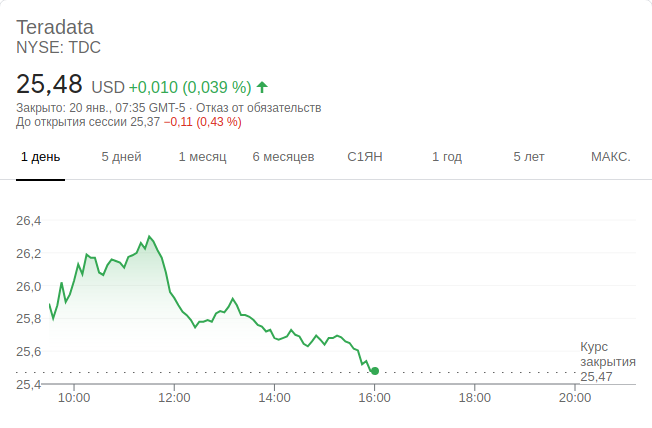 Teradata
NYSE: TDC
25,48 USD +0,010 (0,039 %)
Закрыто: 20 янв., 07:35 GMT-5 · Отказ от обязательств
До открытия сессии 25,37 −0,11 (0,43 %)
1 день 5 дней 1 месяц 6 месяцев С1ЯН 1 год 5 лет МАКС.
26,4
26,2
26,0
25,8
25,6
25,4
Курс
закрытия
25,47
10:00 12:00 14:00 16:00 18:00 20:00